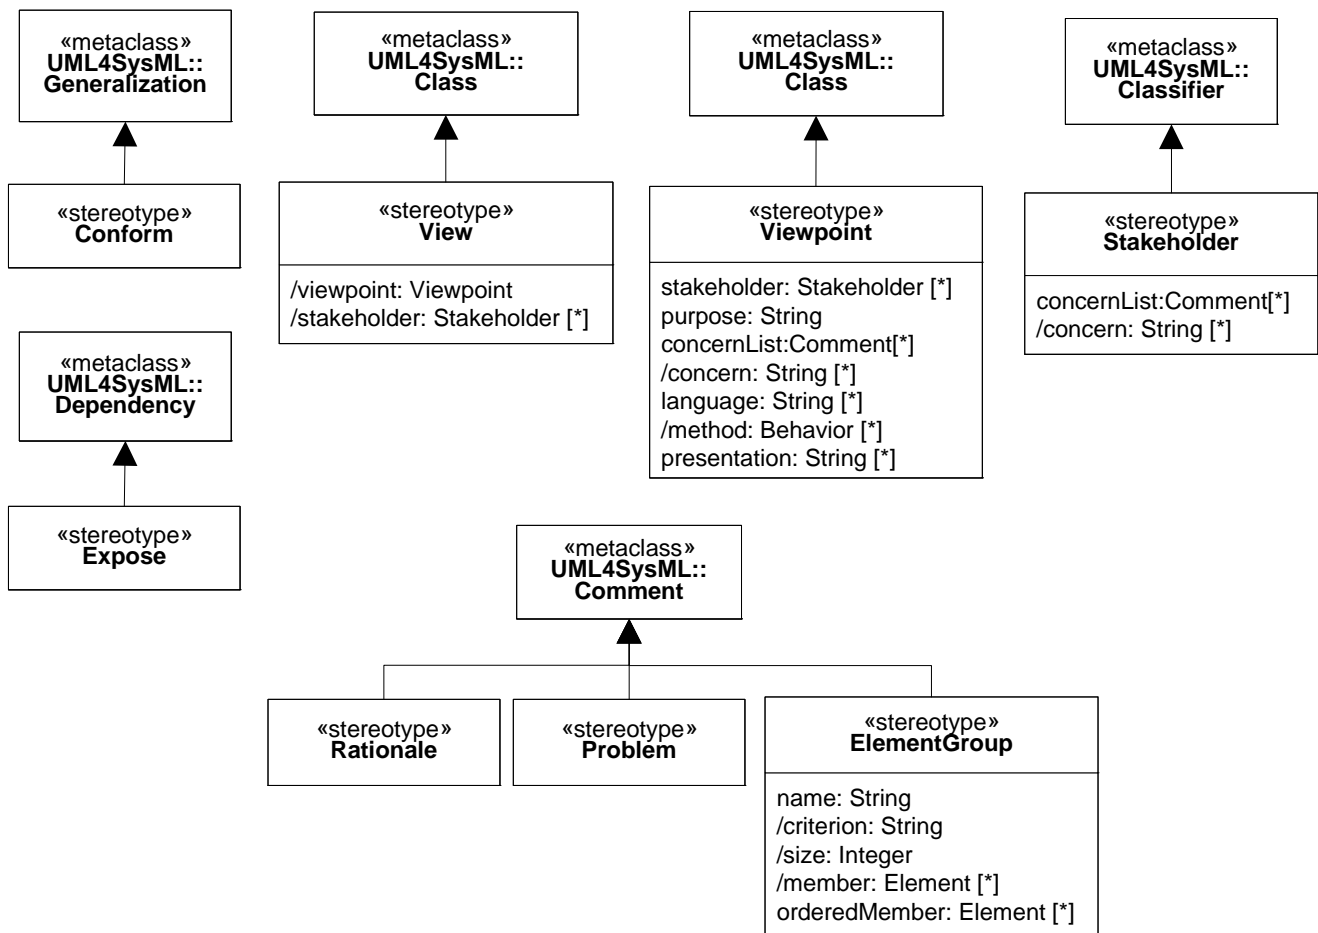 «metaclass»
UML4SysML::
Generalization
«stereotype»
Conform
«metaclass»
UML4SysML::
Class
«stereotype»
View
/viewpoint: Viewpoint
/stakeholder: Stakeholder [*]
«metaclass»
UML4SysML::
Class
«stereotype»
Viewpoint
stakeholder: Stakeholder [*]
purpose: String
concernList:Comment[*]
/concern: String [*]
language: String [*]
/method: Behavior [*]
presentation: String [*]
«metaclass»
UML4SysML::
Classifier
«stereotype»
Stakeholder
concernList:Comment[*]
/concern: String [*]
«metaclass»
UML4SysML::
Dependency
«stereotype»
Expose
«metaclass»
UML4SysML::
Comment
«stereotype»
Rationale
«stereotype»
Problem
«stereotype»
ElementGroup
name: String
/criterion: String
/size: Integer
/member: Element [*]
orderedMember: Element [*]